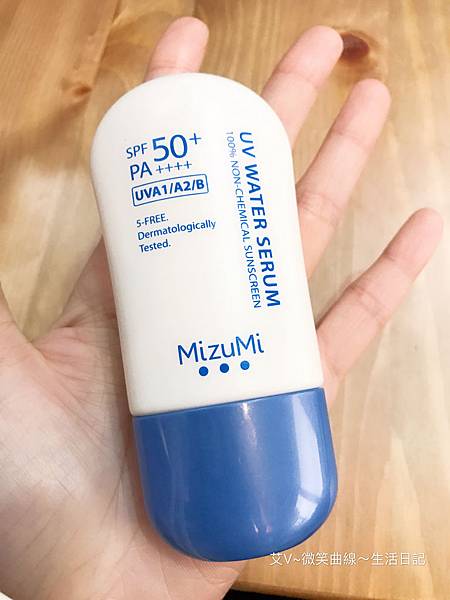 SPF 50+
PA ++++
UVA1/A2/B
5-FREE.
Dermatologically
Tested.
UV WATER SERUM
100% NON-CHEMICAL SUNSCREEN
MizuMi
艾V~微笑曲線～生活日記